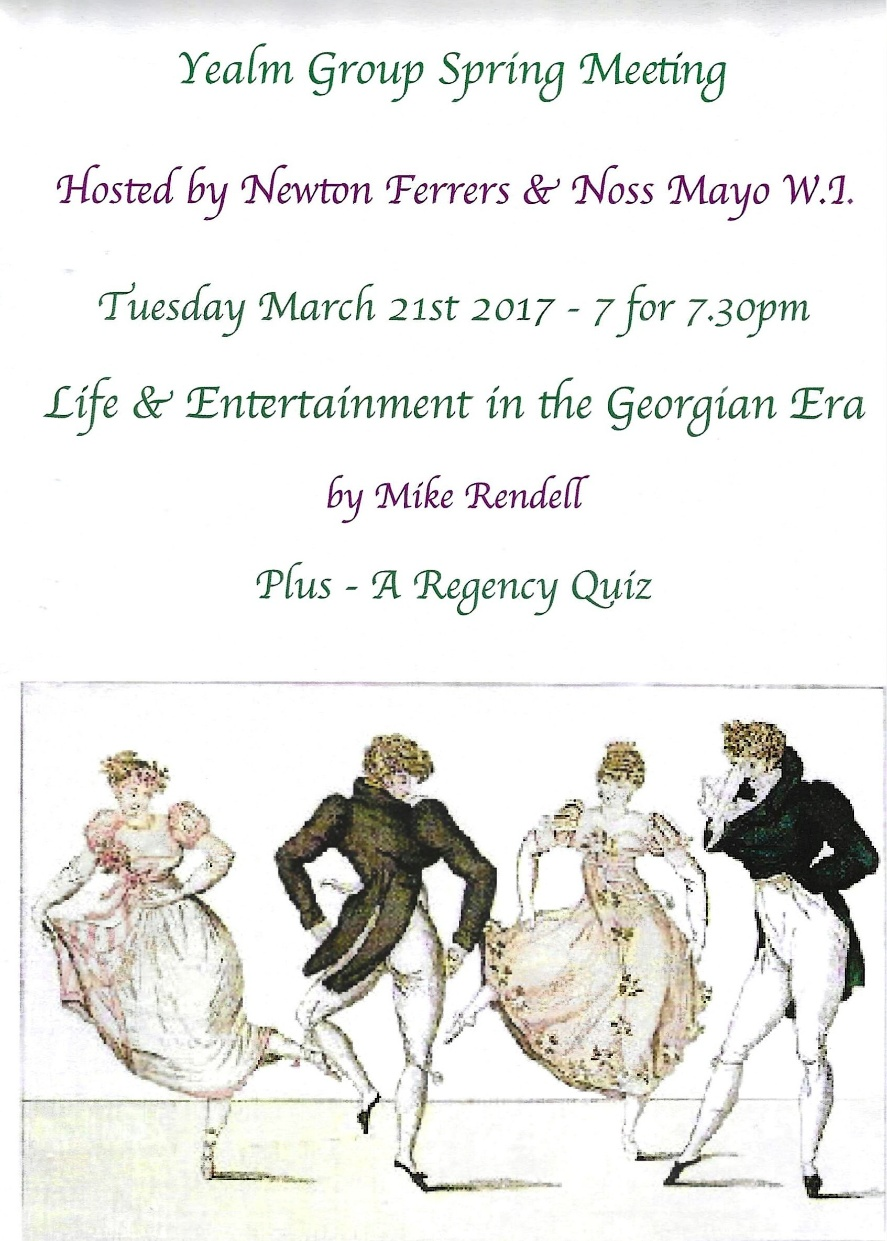 Yealm Group Spring Meeting
Hosted by Newton Ferrers & Noss Mayo W.I.
Tuesday March 21st 2017 - 7 for 7.30pm
Life & Entertainment in the Georgian Era
by Mike Rendell
Plus - A Regency Quiz